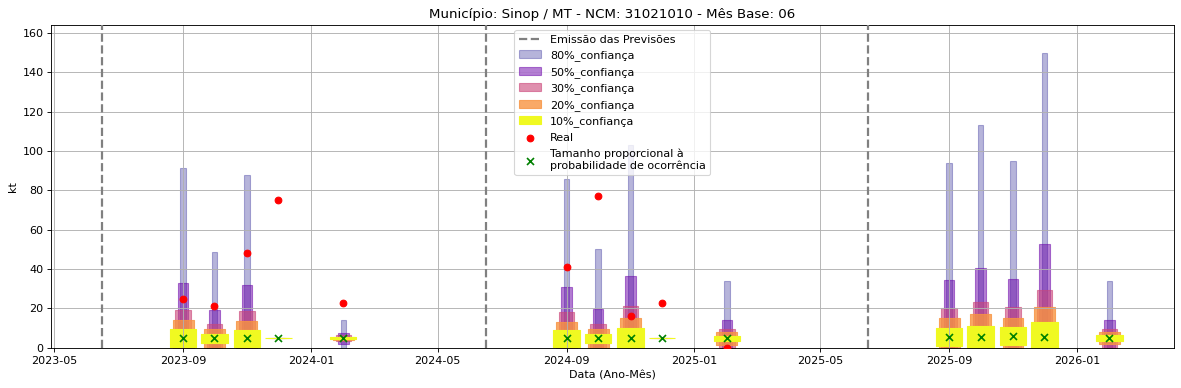 Município: Sinop / MT - NCM: 31021010 - Mês Base: 06
160
140
120
100
80
60
40
20
0
kt
Emissão das Previsões
80%_confiança
50%_confiança
30%_confiança
20%_confiança
10%_confiança
Real
Tamanho proporcional à
probabilidade de ocorrência
2023-05
2023-09
2024-01
2024-05
2024-09
2025-01
2025-05
2025-09
2026-01
Data (Ano-Mês)